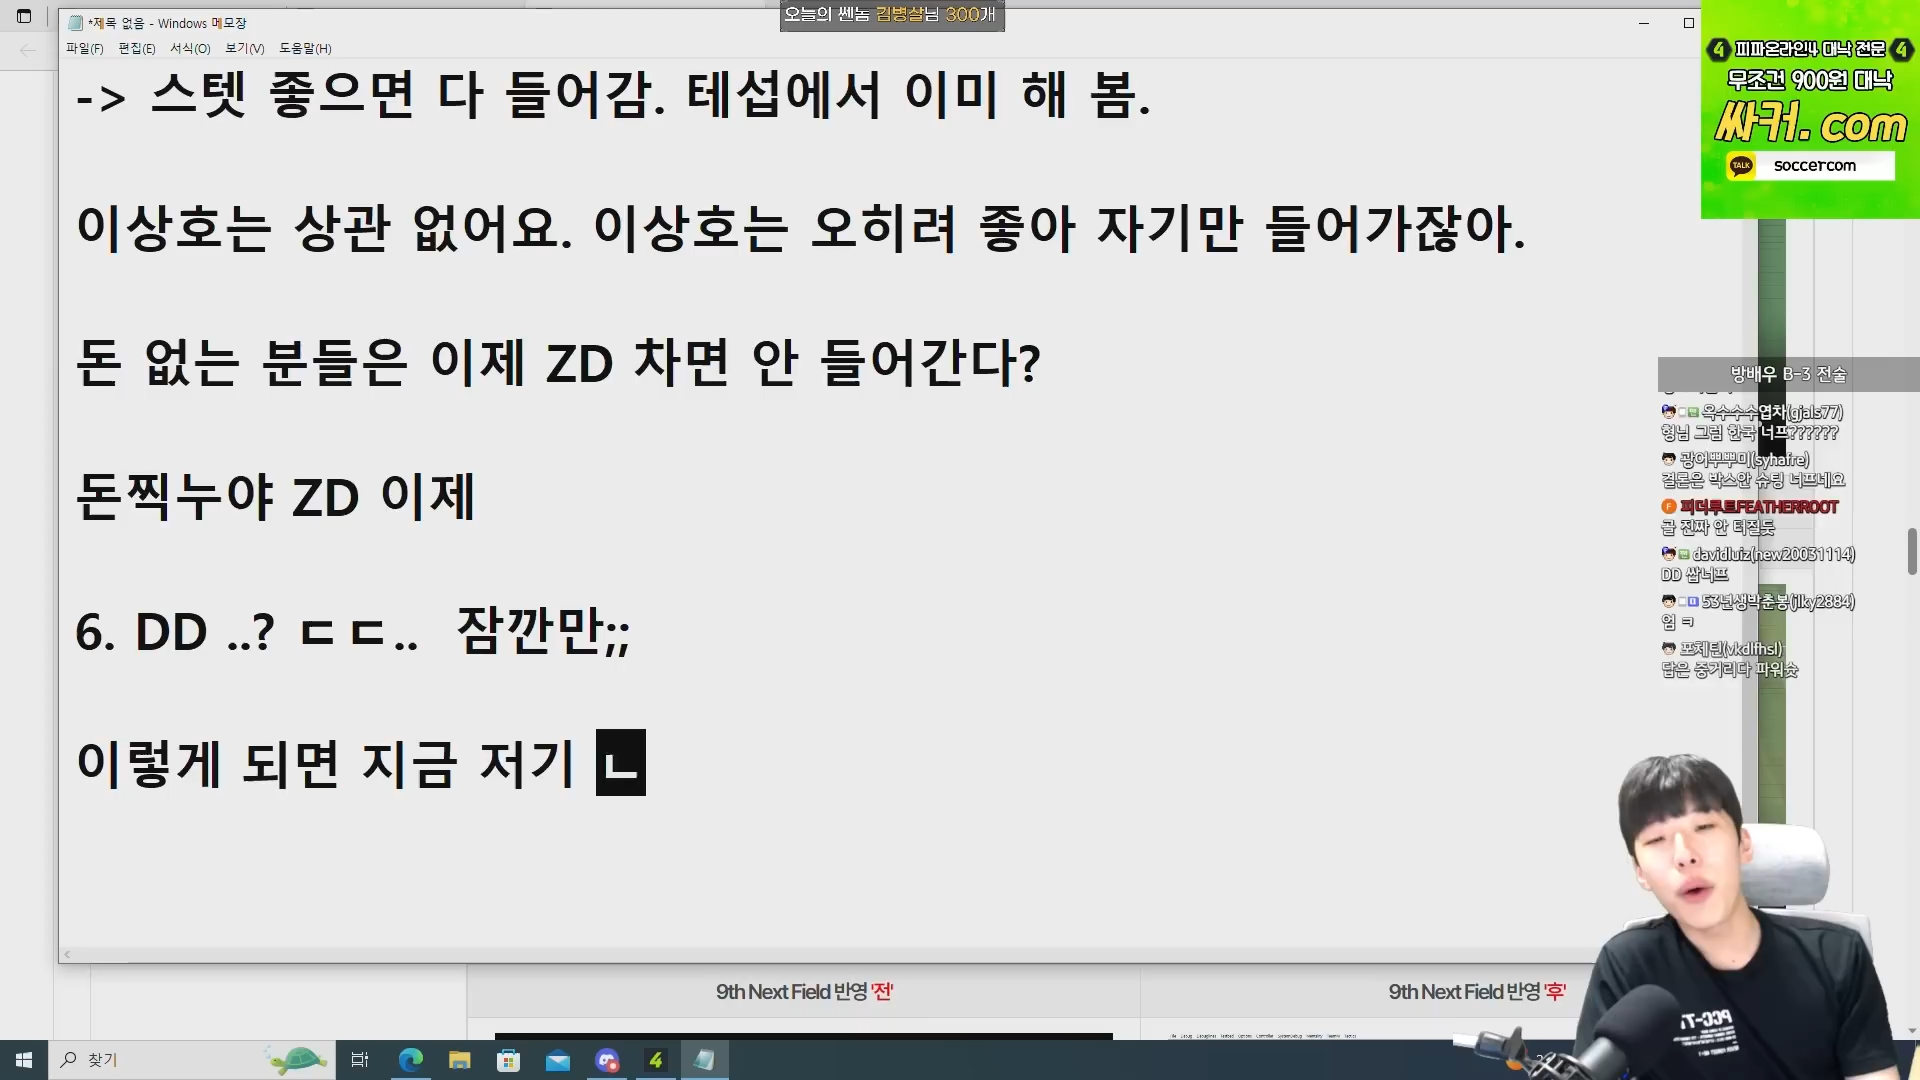 *제목 없음 - Windows 메모장
파일(F) 편집(E) 서식(O) 보기(V) 도움말(H)
오늘의 쎈놈 김병살님 300개
-> 스텟 좋으면 다 들어감. 테섭에서 이미 해 봄.
이상호는 상관 없어요. 이상호는 오히려 좋아 자기만 들어가잖아.
돈 없는 분들은 이제 ZD 차면 안 들어간다?
돈찍누야 ZD 이제
6. DD ..? ㄷㄷ.. 잠깐만;;
이렇게 되면 지금 저기 ㄴ
4 피파온라인4 대낙 전문 4
무조건 900원 대낙
싸커.com
TALK soccercom
방배우 B-3 전술
옥수수수엽차(gjals77)
형님 그럼 한국 너프??????
광어뿌뿌미(syhafre)
결론은 박스안 슈팅 너프네요
피더루트FEATHERROOT
골 진짜 안 터질듯
davidluiz(new20031114)
DD 쌉너프
53년생박춘봉(jlky2884)
엄 ㅋ
포체틴(vkdlfhsl)
답은 중거리다 파워슛
9th Next Field 반영 '전'
9th Next Field 반영 '후'
찾기